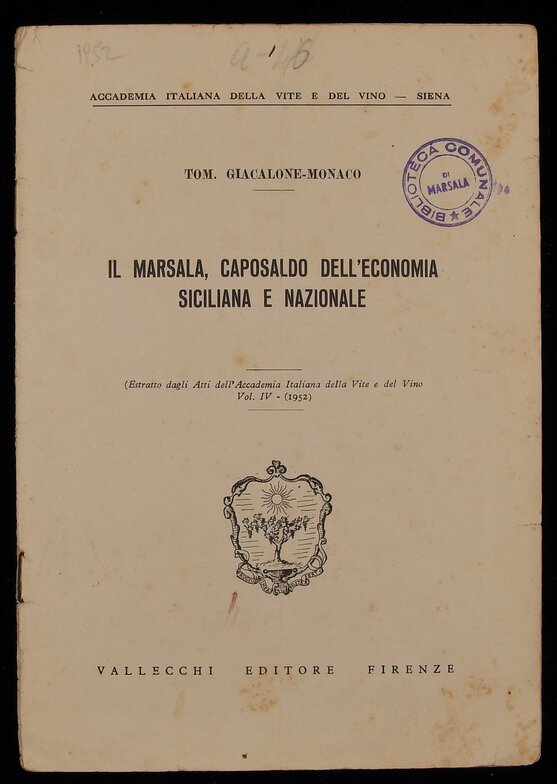 1952
a-46
ACCADEMIA ITALIANA DELLA VITE E DEL VINO — SIENA
TOM. GIACALONE-MONACO
BIBLIOTECA COMUNALE
DI
MARSALA
IL MARSALA, CAPOSALDO DELL'ECONOMIA
SICILIANA E NAZIONALE
(Estratto dagli Atti dell'Accademia Italiana della Vite e del Vino
Vol. IV - (1952)
VALLECCHI EDITORE FIRENZE